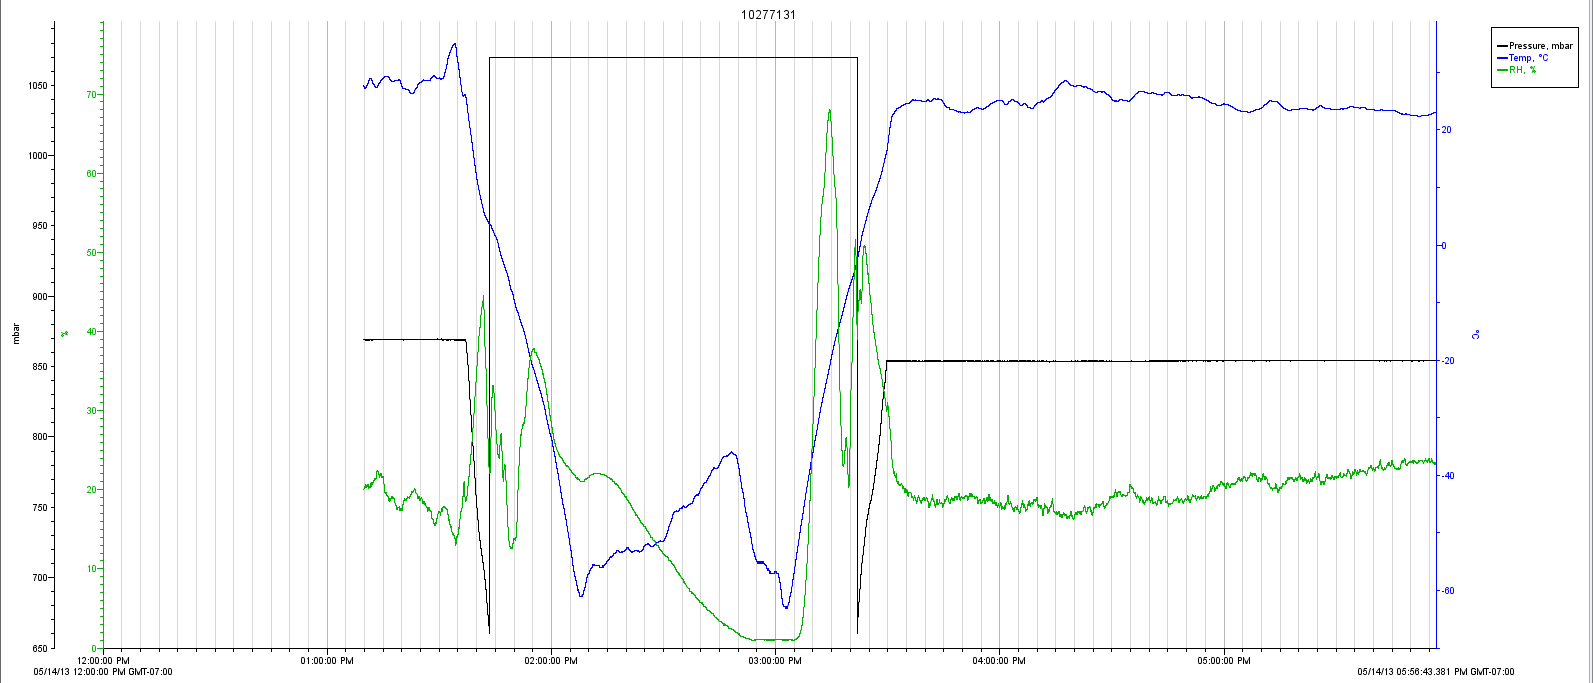 10277131
Pressure, mbar
Temp, °C
RH, %
mbar
1050
1000
950
900
850
800
750
700
650
%
70
60
50
40
30
20
10
0
20
0
-20
-40
-60
°C
12:00:00 PM
01:00:00 PM
02:00:00 PM
03:00:00 PM
04:00:00 PM
05:00:00 PM
05/14/13 12:00:00 PM GMT-07:00
05/14/13 05:56:43.381 PM GMT-07:00